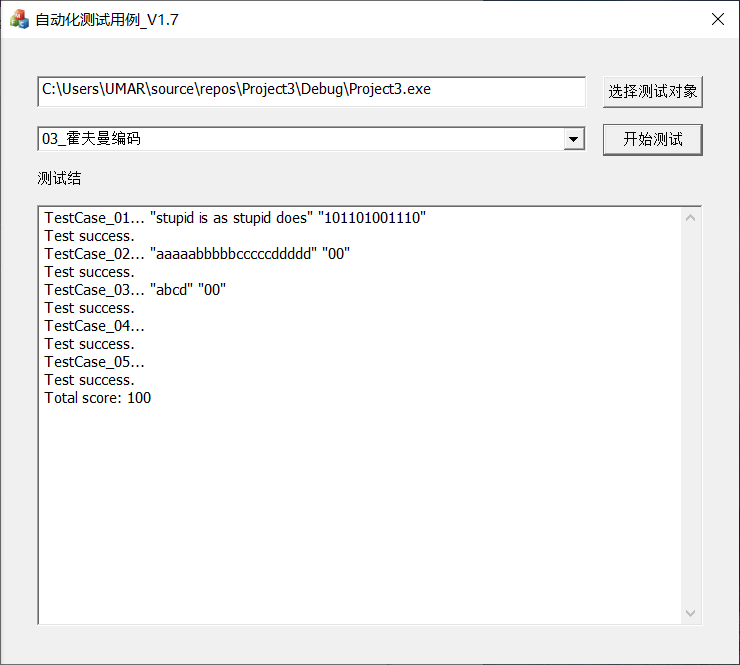 自动化测试用例_V1.7
C:\Users\UMAR\source\repos\Project3\Debug\Project3.exe
选择测试对象
03_霍夫曼编码
开始测试
测试结
TestCase_01... "stupid is as stupid does" "101101001110"
Test success.
TestCase_02... "aaaaabbbbbcccccddddd" "00"
Test success.
TestCase_03... "abcd" "00"
Test success.
TestCase_04...
Test success.
TestCase_05...
Test success.
Total score: 100